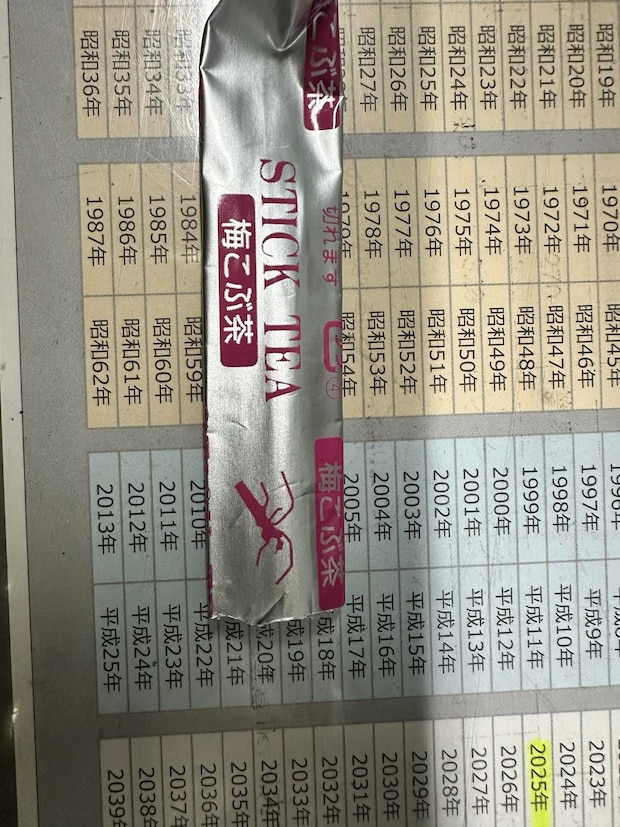 昭和19年 1970年 昭和45年
昭和20年 1971年 昭和46年 1997年 平成9年 2023年
昭和21年 1972年 昭和47年 1998年 平成10年 2024年
昭和22年 1973年 昭和48年 1999年 平成11年 2025年
昭和23年 1974年 昭和49年 2000年 平成12年 2026年
昭和24年 1975年 昭和50年 2001年 平成13年 2027年
昭和25年 1976年 昭和51年 2002年 平成14年 2028年
昭和26年 1977年 昭和52年 2003年 平成15年 2029年
昭和27年 1978年 昭和53年 2004年 平成16年 2030年
昭和54年 2005年 平成17年 2031年
こぶ茶
切れます
梅こぶ茶
STICK TEA
梅こぶ茶
平成18年 2032年
成19年 2033年
20年 2034年
成21年 2035年
1984年 昭和59年 2010年 平成22年 2036年
昭和34年 1985年 昭和60年 2011年 平成23年 2037年
昭和35年 1986年 昭和61年 2012年 平成24年 2038年
昭和36年 1987年 昭和62年 2013年 平成25年 2039年